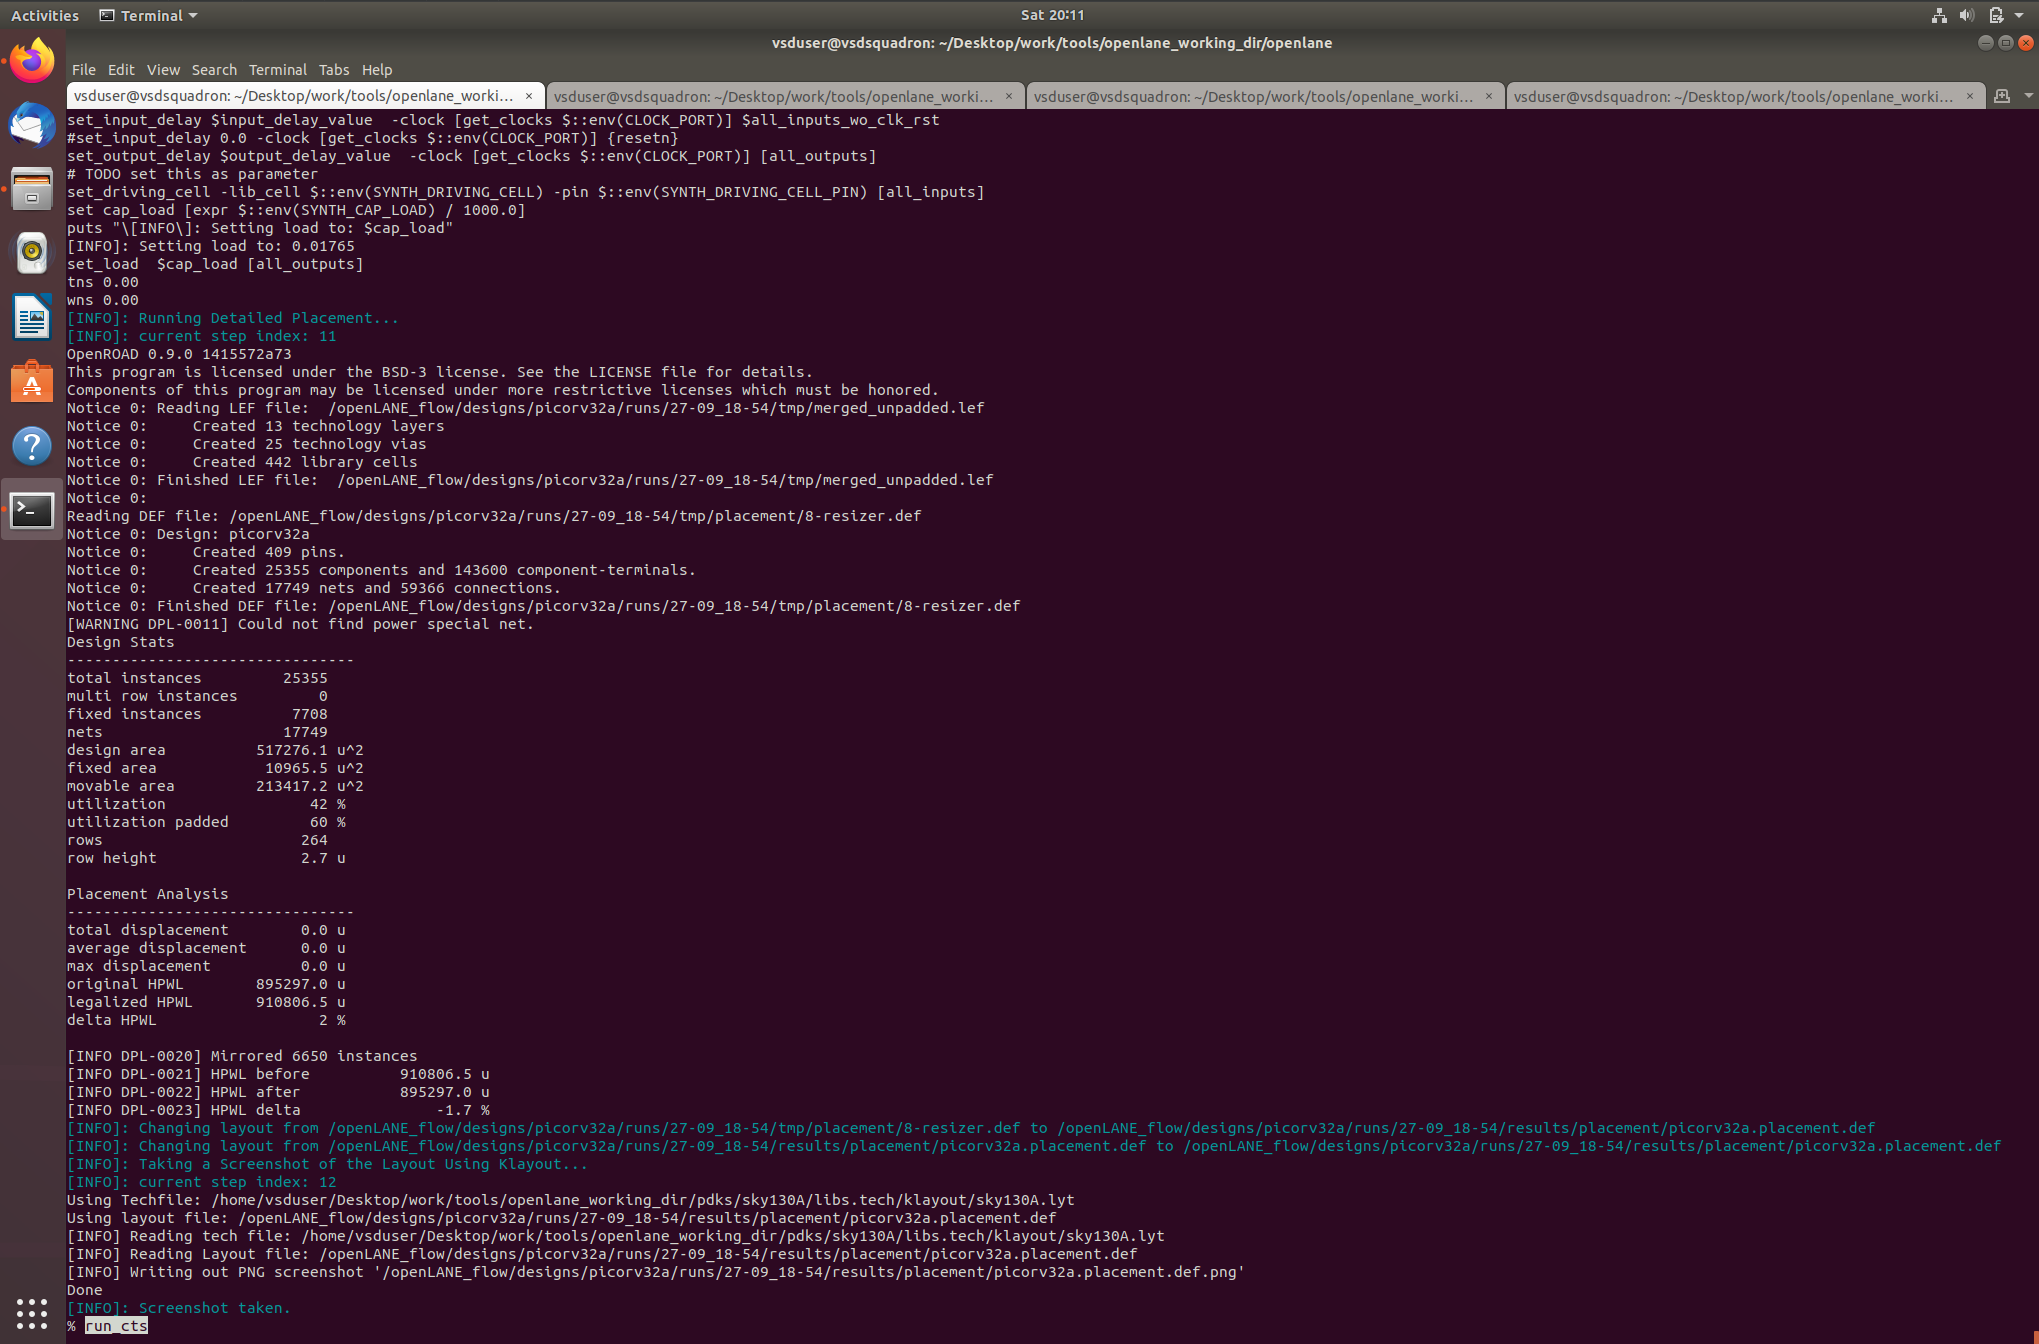 Activities Terminal Sat 20:11
vsduser@vsdsquadron: ~/Desktop/work/tools/openlane_working_dir/openlane
File Edit View Search Terminal Tabs Help
vsduser@vsdsquadron: ~/Desktop/work/tools/openlane_worki... × vsduser@vsdsquadron: ~/Desktop/work/tools/openlane_worki... × vsduser@vsdsquadron: ~/Desktop/work/tools/openlane_worki... × vsduser@vsdsquadron: ~/Desktop/work/tools/openlane_worki... ×
set_input_delay $input_delay_value  -clock [get_clocks $::env(CLOCK_PORT)] $all_inputs_wo_clk_rst
#set_input_delay 0.0 -clock [get_clocks $::env(CLOCK_PORT)] {resetn}
set_output_delay $output_delay_value  -clock [get_clocks $::env(CLOCK_PORT)] [all_outputs]
# TODO set this as parameter
set_driving_cell -lib_cell $::env(SYNTH_DRIVING_CELL) -pin $::env(SYNTH_DRIVING_CELL_PIN) [all_inputs]
set cap_load [expr $::env(SYNTH_CAP_LOAD) / 1000.0]
puts "\[INFO\]: Setting load to: $cap_load"
[INFO]: Setting load to: 0.01765
set_load  $cap_load [all_outputs]
tns 0.00
wns 0.00
[INFO]: Running Detailed Placement...
[INFO]: current step index: 11
OpenROAD 0.9.0 1415572a73
This program is licensed under the BSD-3 license. See the LICENSE file for details.
Components of this program may be licensed under more restrictive licenses which must be honored.
Notice 0: Reading LEF file:  /openLANE_flow/designs/picorv32a/runs/27-09_18-54/tmp/merged_unpadded.lef
Notice 0:     Created 13 technology layers
Notice 0:     Created 25 technology vias
Notice 0:     Created 442 library cells
Notice 0: Finished LEF file:  /openLANE_flow/designs/picorv32a/runs/27-09_18-54/tmp/merged_unpadded.lef
Notice 0:
Reading DEF file: /openLANE_flow/designs/picorv32a/runs/27-09_18-54/tmp/placement/8-resizer.def
Notice 0: Design: picorv32a
Notice 0:     Created 409 pins.
Notice 0:     Created 25355 components and 143600 component-terminals.
Notice 0:     Created 17749 nets and 59366 connections.
Notice 0: Finished DEF file: /openLANE_flow/designs/picorv32a/runs/27-09_18-54/tmp/placement/8-resizer.def
[WARNING DPL-0011] Could not find power special net.
Design Stats
--------------------------------
total instances         25355
multi row instances         0
fixed instances          7708
nets                    17749
design area          517276.1 u^2
fixed area            10965.5 u^2
movable area         213417.2 u^2
utilization                42 %
utilization padded         60 %
rows                      264
row height                2.7 u
Placement Analysis
--------------------------------
total displacement        0.0 u
average displacement      0.0 u
max displacement          0.0 u
original HPWL        895297.0 u
legalized HPWL       910806.5 u
delta HPWL                  2 %
[INFO DPL-0020] Mirrored 6650 instances
[INFO DPL-0021] HPWL before          910806.5 u
[INFO DPL-0022] HPWL after           895297.0 u
[INFO DPL-0023] HPWL delta               -1.7 %
[INFO]: Changing layout from /openLANE_flow/designs/picorv32a/runs/27-09_18-54/tmp/placement/8-resizer.def to /openLANE_flow/designs/picorv32a/runs/27-09_18-54/results/placement/picorv32a.placement.def
[INFO]: Changing layout from /openLANE_flow/designs/picorv32a/runs/27-09_18-54/results/placement/picorv32a.placement.def to /openLANE_flow/designs/picorv32a/runs/27-09_18-54/results/placement/picorv32a.placement.def
[INFO]: Taking a Screenshot of the Layout Using Klayout...
[INFO]: current step index: 12
Using Techfile: /home/vsduser/Desktop/work/tools/openlane_working_dir/pdks/sky130A/libs.tech/klayout/sky130A.lyt
Using layout file: /openLANE_flow/designs/picorv32a/runs/27-09_18-54/results/placement/picorv32a.placement.def
[INFO] Reading tech file: /home/vsduser/Desktop/work/tools/openlane_working_dir/pdks/sky130A/libs.tech/klayout/sky130A.lyt
[INFO] Reading Layout file: /openLANE_flow/designs/picorv32a/runs/27-09_18-54/results/placement/picorv32a.placement.def
[INFO] Writing out PNG screenshot '/openLANE_flow/designs/picorv32a/runs/27-09_18-54/results/placement/picorv32a.placement.def.png'
Done
[INFO]: Screenshot taken.
% run_cts